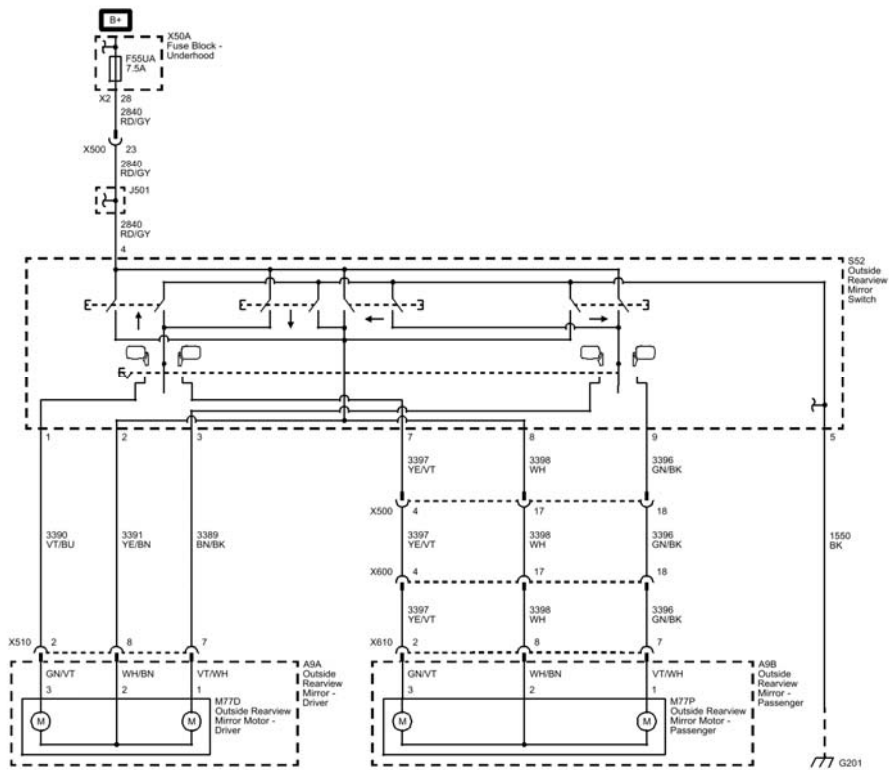 B+
X50A
Fuse Block -
Underhood
F55UA
7.5A
X2 28
2840
RD/GY
X500 23
2840
RD/GY
J501
2840
RD/GY
4
S52
Outside
Rearview
Mirror
Switch
1 2 3 7 8 9 5
3397
YE/VT
3398
WH
3396
GN/BK
X500 4 17 18
3390
VT/BU
3391
YE/BN
3389
BN/BK
3397
YE/VT
3398
WH
3396
GN/BK
1550
BK
X600 4 17 18
3397
YE/VT
3398
WH
3396
GN/BK
X510 2 8 7
X610 2 8 7
GN/VT WH/BN VT/WH
A9A
Outside
Rearview
Mirror -
Driver
GN/VT WH/BN VT/WH
A9B
Outside
Rearview
Mirror -
Passenger
3 2 1
M77D
Outside Rearview
Mirror Motor -
Driver
M M
3 2 1
M77P
Outside Rearview
Mirror Motor -
Passenger
M M
G201